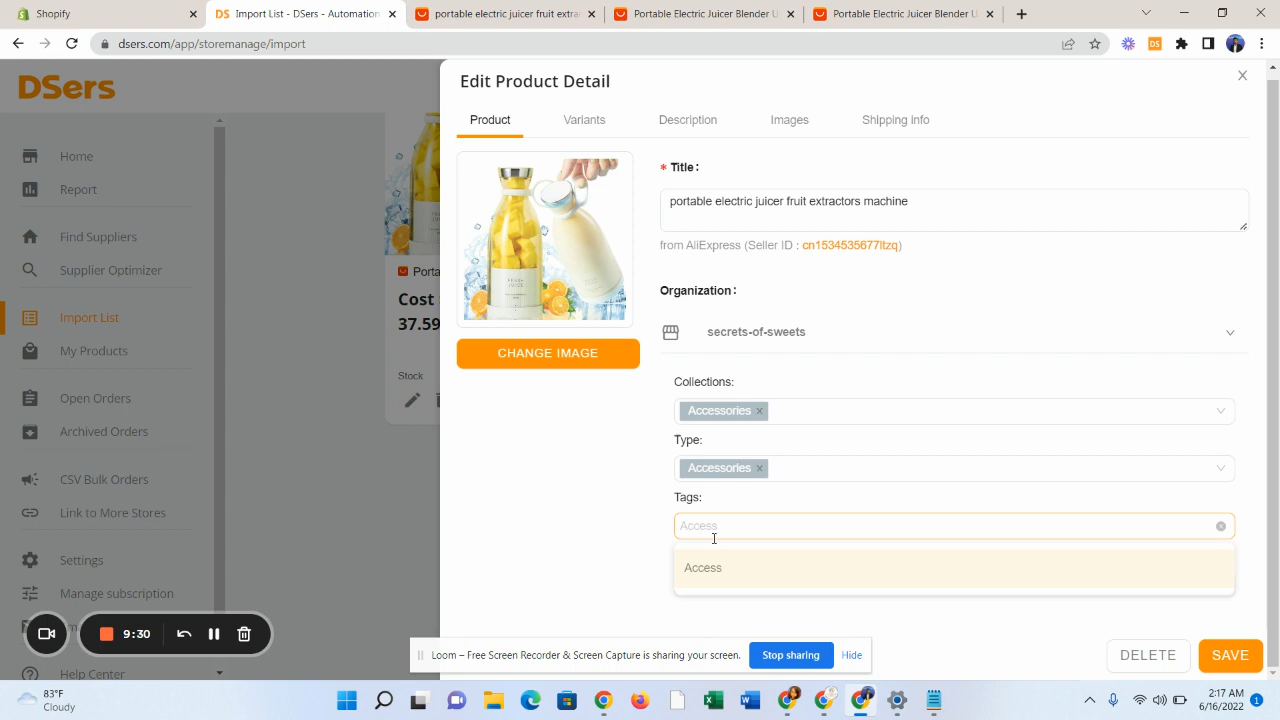 Shopify
DS DSers - Automation
portable electric juicer fruit extra
Portable Juicer Blender U
Portable Electric Juicer Blender U
dsers.com/app/storemanage/import
DS
DSers
Home
Report
Find Suppliers
Supplier Optimizer
Import List
My Products
Open Orders
Archived Orders
CSV Bulk Orders
Link to More Stores
Settings
Manage subscription
Help Center
Porta
Cost
37.59
Stock
Edit Product Detail
Product
Variants
Description
Images
Shipping info
CHANGE IMAGE
* Title :
portable electric juicer fruit extractors machine
from AliExpress (Seller ID : cn1534535677ltzq)
Organization :
secrets-of-sweets
Collections:
Accessories ×
Type:
Accessories ×
Tags:
Access
Access
9:30
Loom – Free Screen Recorder & Screen Capture is sharing your screen.
Stop sharing
Hide
DELETE
SAVE
83°F
Cloudy
2:17 AM
6/16/2022
1